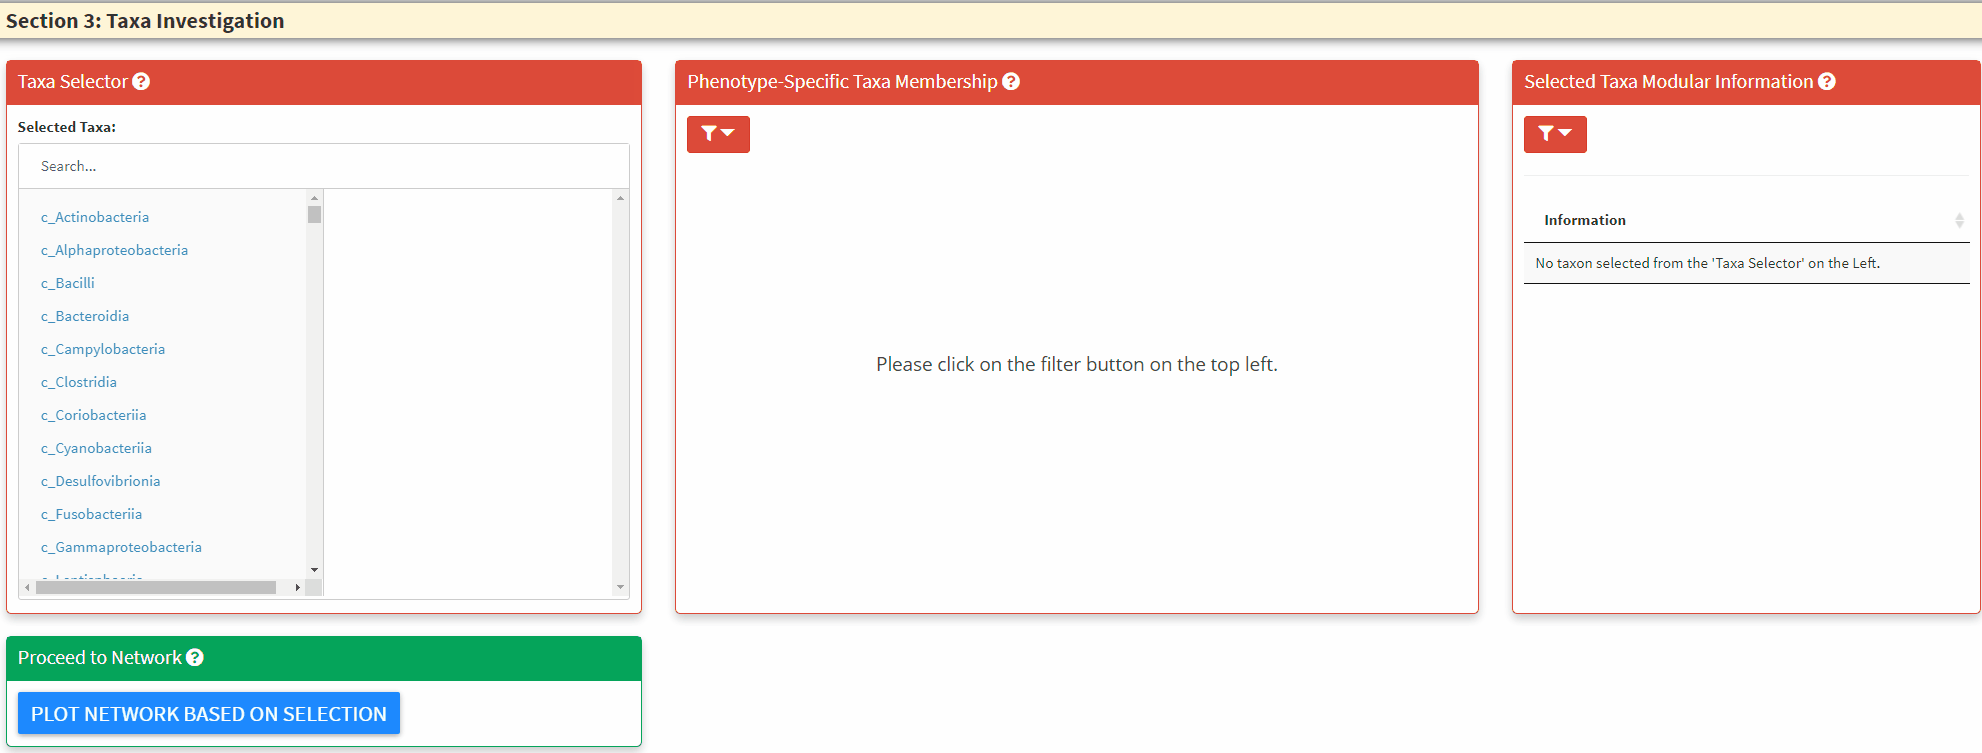 Section 3: Taxa Investigation
Taxa Selector ?
Selected Taxa:
Search...
c_Actinobacteria
c_Alphaproteobacteria
c_Bacilli
c_Bacteroidia
c_Campylobacteria
c_Clostridia
c_Coriobacteriia
c_Cyanobacteriia
c_Desulfovibrionia
c_Fusobacteriia
c_Gammaproteobacteria
Phenotype-Specific Taxa Membership ?
Please click on the filter button on the top left.
Selected Taxa Modular Information ?
Information
No taxon selected from the 'Taxa Selector' on the Left.
Proceed to Network ?
PLOT NETWORK BASED ON SELECTION